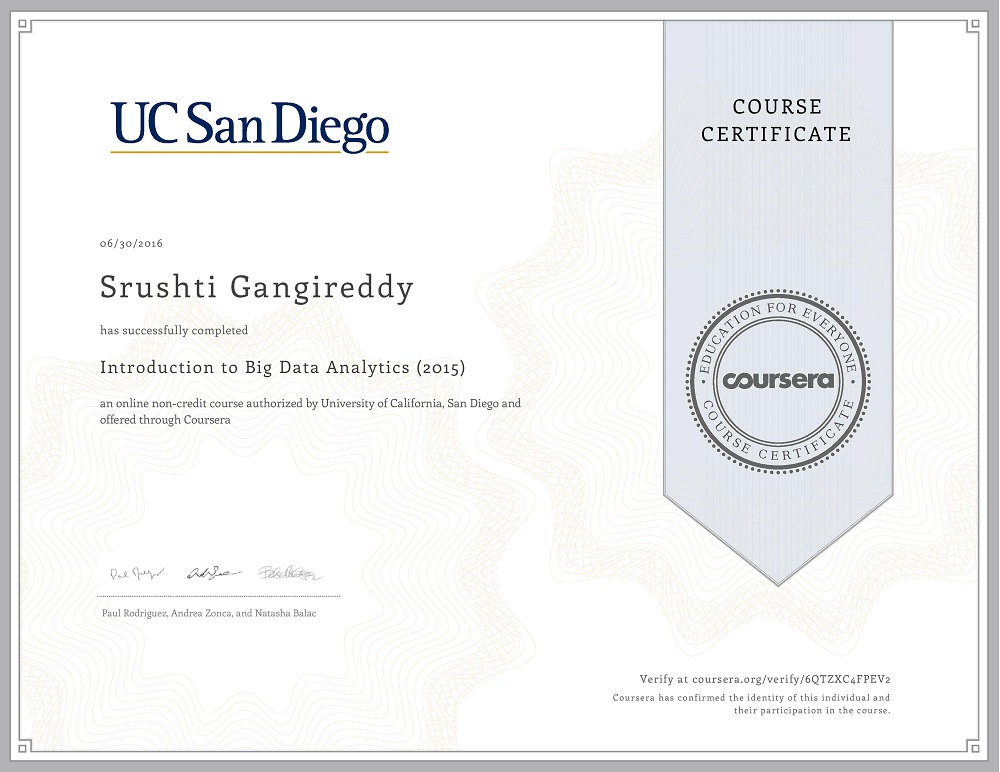 UC San Diego
COURSE
CERTIFICATE
06/30/2016
Srushti Gangireddy
has successfully completed
Introduction to Big Data Analytics (2015)
an online non-credit course authorized by University of California, San Diego and
offered through Coursera
EDUCATION FOR EVERYONE
coursera
COURSE CERTIFICATE
Paul Rodriguez, Andrea Zonca, and Natasha Balac
Verify at coursera.org/verify/6QTZXC4FPEV2
Coursera has confirmed the identity of this individual and
their participation in the course.